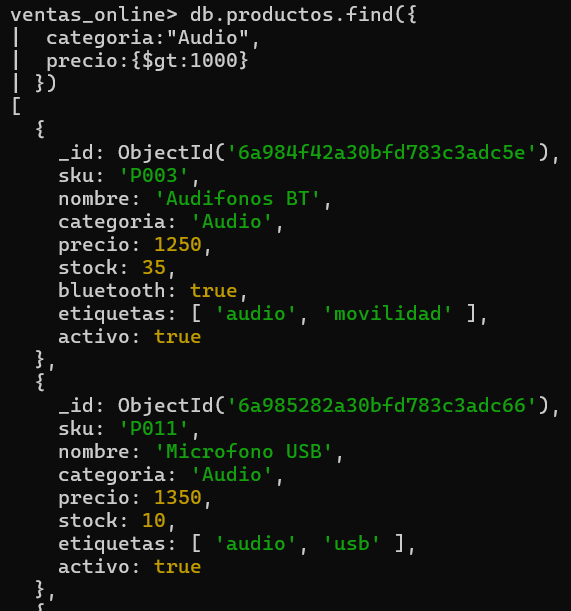 ventas_online> db.productos.find({
|  categoria:"Audio",
|  precio:{$gt:1000}
| })
[
  {
    _id: ObjectId('6a984f42a30bfd783c3adc5e'),
    sku: 'P003',
    nombre: 'Audifonos BT',
    categoria: 'Audio',
    precio: 1250,
    stock: 35,
    bluetooth: true,
    etiquetas: [ 'audio', 'movilidad' ],
    activo: true
  },
  {
    _id: ObjectId('6a985282a30bfd783c3adc66'),
    sku: 'P011',
    nombre: 'Microfono USB',
    categoria: 'Audio',
    precio: 1350,
    stock: 10,
    etiquetas: [ 'audio', 'usb' ],
    activo: true
  },
  {